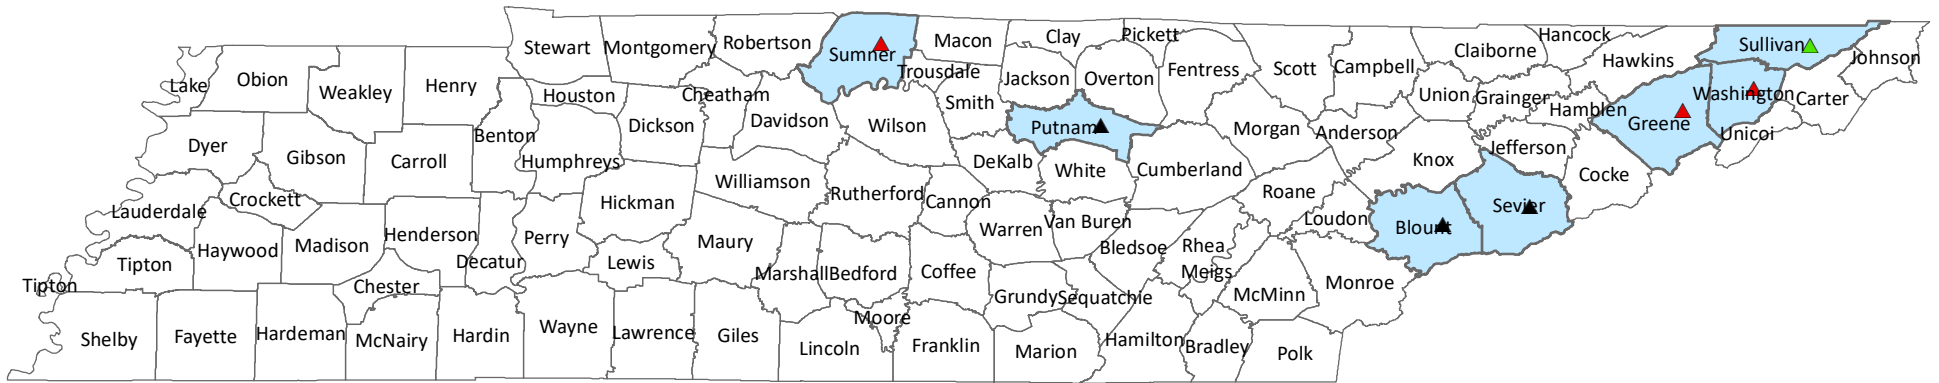 Stewart
Montgomery
Robertson
Sumner
Macon
Clay
Pickett
Hancock
Claiborne
Sullivan
Johnson
Lake
Obion
Weakley
Henry
Houston
Cheatham
Trousdale
Jackson
Overton
Fentress
Scott
Campbell
Hawkins
Union
Grainger
Hamblen
Washington
Carter
Smith
Dickson
Davidson
Wilson
Putnam
Morgan
Anderson
Greene
Unicoi
Benton
Dyer
Gibson
Carroll
Humphreys
DeKalb
White
Cumberland
Knox
Jefferson
Cocke
Williamson
Rutherford
Cannon
Roane
Crockett
Lauderdale
Hickman
Loudon
Blount
Sevier
Haywood
Madison
Henderson
Perry
Maury
Warren
Van Buren
Bledsoe
Rhea
Meigs
Tipton
Tipton
Decatur
Lewis
Marshall
Bedford
Coffee
Chester
Grundy
Sequatchie
McMinn
Monroe
Moore
Shelby
Fayette
Hardeman
McNairy
Hardin
Wayne
Lawrence
Giles
Lincoln
Franklin
Marion
Hamilton
Bradley
Polk